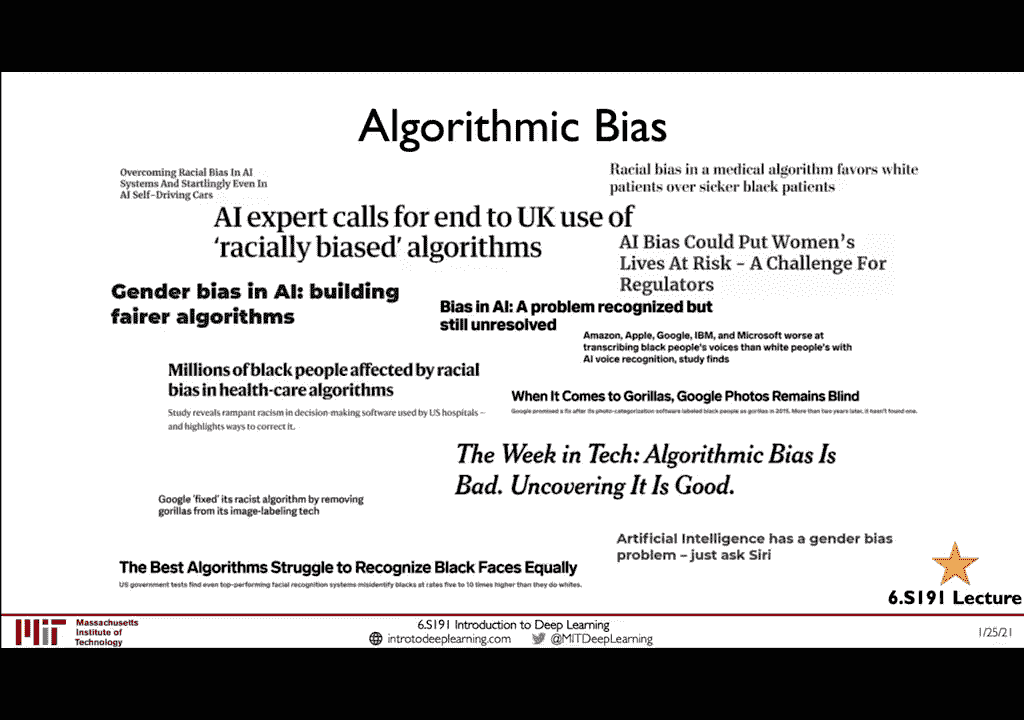 Algorithmic Bias
Overcoming Racial Bias In AI
Systems And Startlingly Even In
AI Self-Driving Cars
Racial bias in a medical algorithm favors white
patients over sicker black patients
AI expert calls for end to UK use of
‘racially biased’ algorithms
AI Bias Could Put Women’s
Lives At Risk – A Challenge For
Regulators
Gender bias in AI: building
fairer algorithms
Bias in AI: A problem recognized but
still unresolved
Amazon, Apple, Google, IBM, and Microsoft worse at
transcribing black people's voices than white people's with
AI voice recognition, study finds
Millions of black people affected by racial
bias in health-care algorithms
Study reveals rampant racism in decision-making software used by US hospitals –
and highlights ways to correct it.
When It Comes to Gorillas, Google Photos Remains Blind
Google promised a fix after its photo-categorization software labeled black people as gorillas in 2015. More than two years later, it hasn't found one.
The Week in Tech: Algorithmic Bias Is
Bad. Uncovering It Is Good.
Google 'fixed' its racist algorithm by removing
gorillas from its image-labeling tech
Artificial Intelligence has a gender bias
problem – just ask Siri
The Best Algorithms Struggle to Recognize Black Faces Equally
US government tests find even top-performing facial recognition systems misidentify blacks at rates five to 10 times higher than they do whites.
6.S191 Lecture
MIT
Massachusetts
Institute of
Technology
6.S191 Introduction to Deep Learning
introtodeeplearning.com @MITDeepLearning
1/25/21